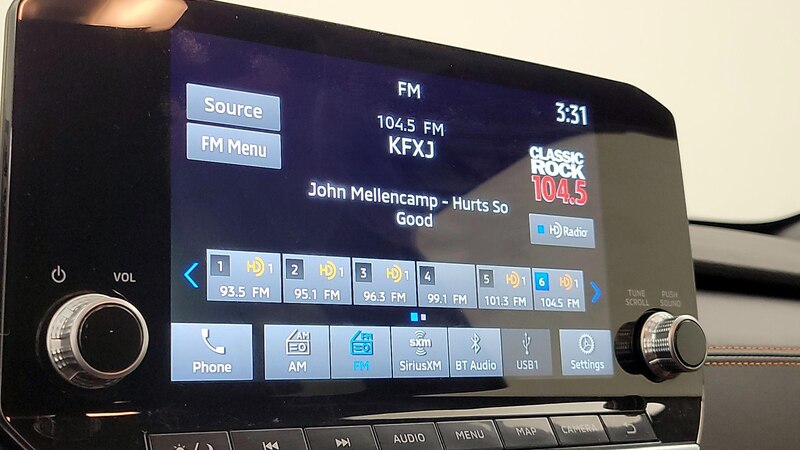 FM
3:31
Source
104.5 FM
KFXJ
FM Menu
CLASSIC
ROCK
104.5
John Mellencamp - Hurts So
Good
HD Radio
1 HD 1
93.5 FM
2 HD 1
95.1 FM
3 HD 1
96.3 FM
4
99.1 FM
5 HD 1
101.3 FM
6 HD 1
104.5 FM
VOL
TUNE
SCROLL
PUSH
SOUND
Phone
AM
AM
FM
FM
sxm
SiriusXM
BT Audio
USB1
Settings
AUDIO
MENU
MAP
CAMERA